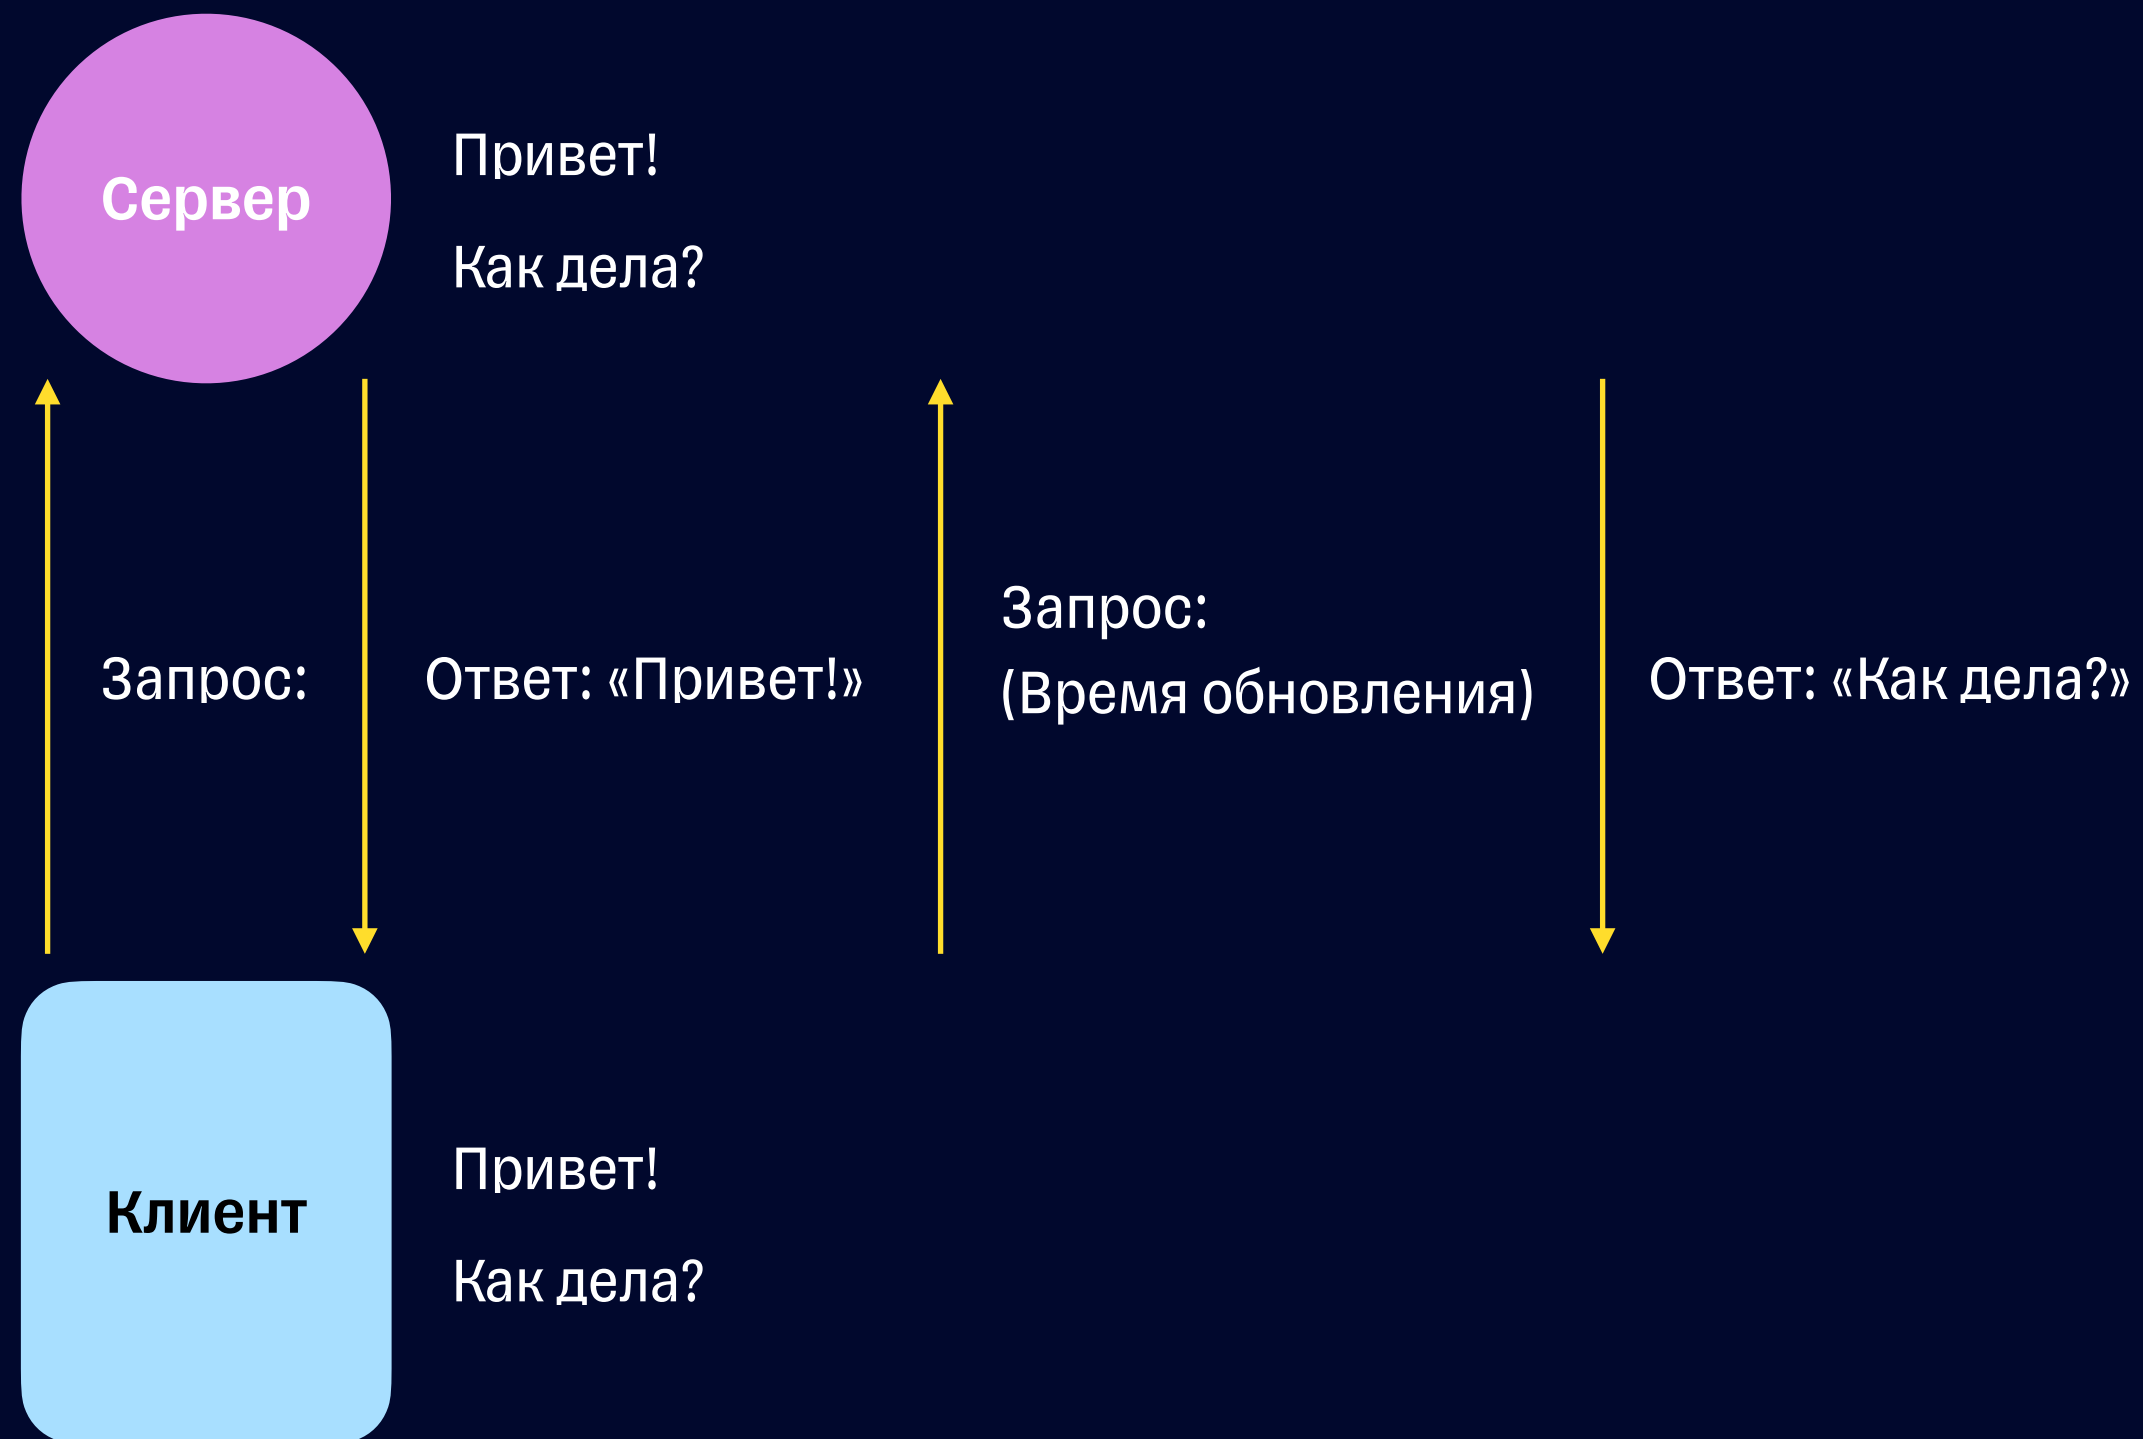 Сервер
Привет!
Как дела?
Запрос:
Ответ: «Привет!»
Запрос:
(Время обновления)
Ответ: «Как дела?»
Клиент
Привет!
Как дела?